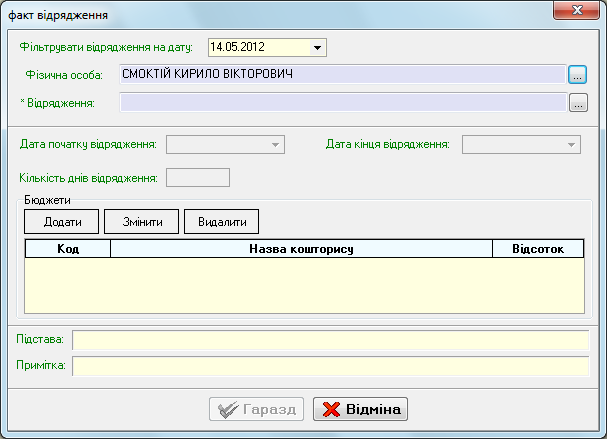 факт відрядження
Фільтрувати відрядження на дату: 14.05.2012
Фізична особа: СМОКТІЙ КИРИЛО ВІКТОРОВИЧ ...
* Відрядження: ...
Дата початку відрядження: Дата кінця відрядження:
Кількість днів відрядження:
Бюджети
Додати Змінити Видалити
Код Назва кошторису Відсоток
Підстава:
Примітка:
Гаразд Відміна